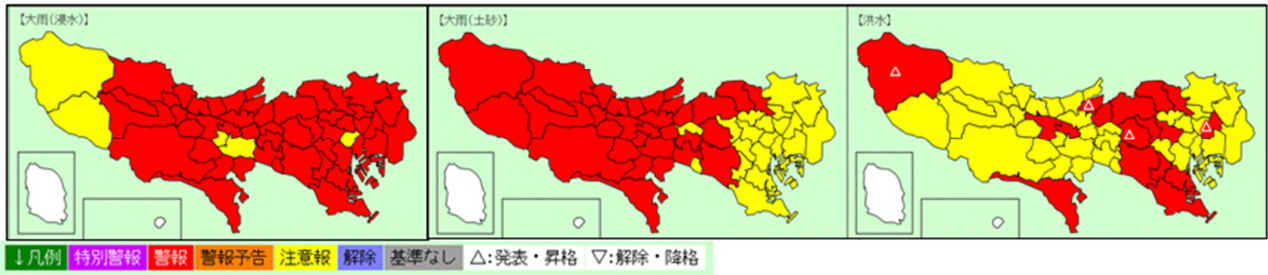 【大雨(浸水)】
【大雨(土砂)】
【洪水】
↓凡例 特別警報 警報 警報予告 注意報 解除 基準なし △:発表・昇格 ▽:解除・降格